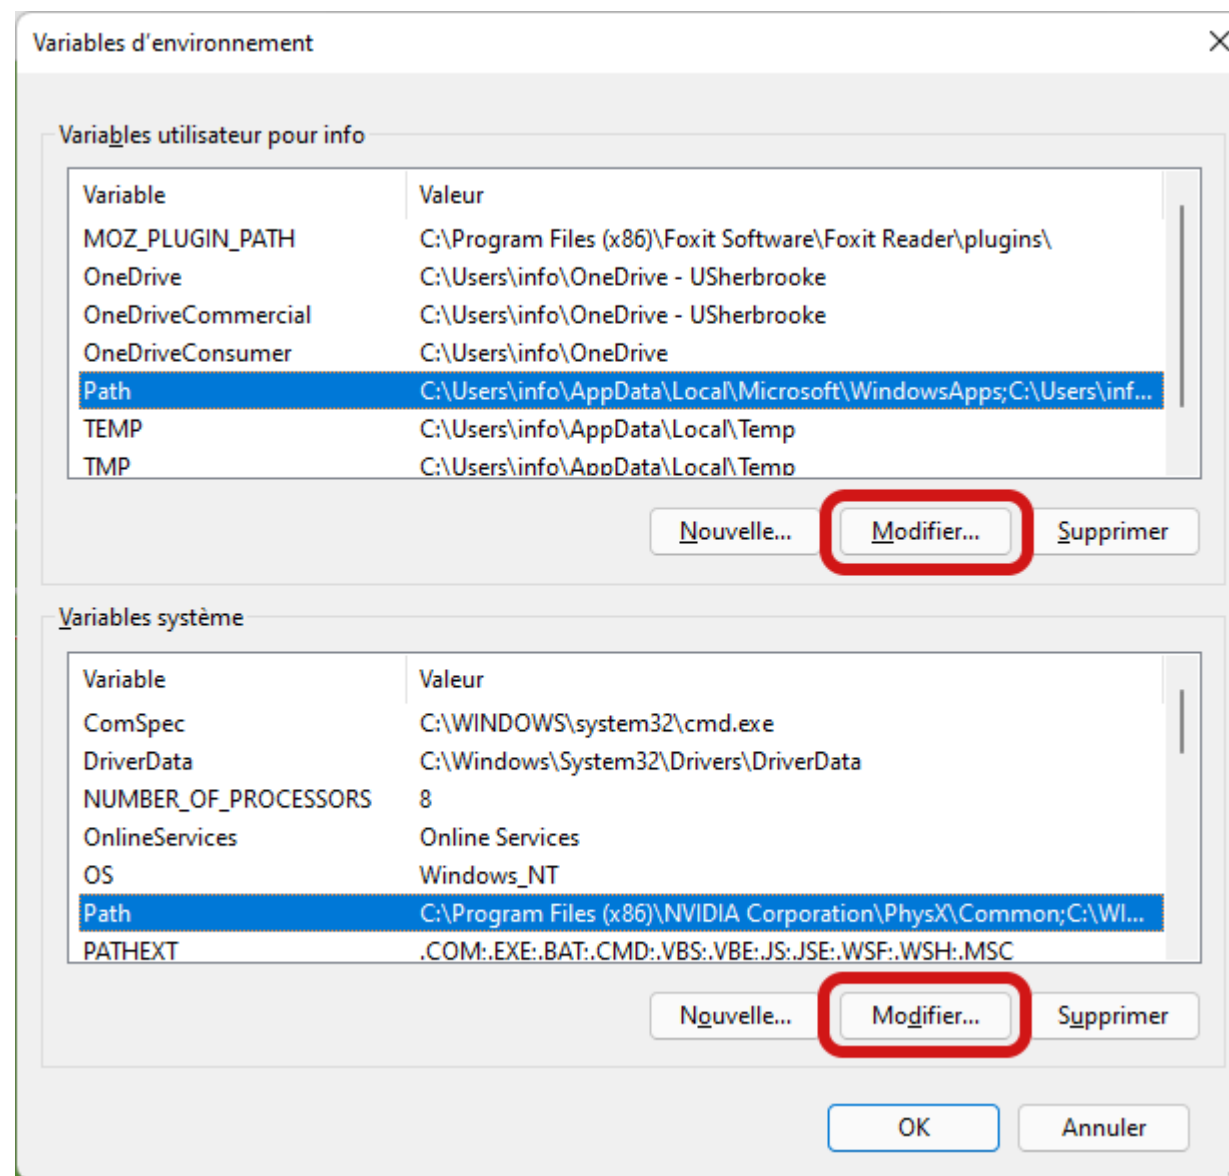 Variables d’environnement
Variables utilisateur pour info
Variable Valeur
MOZ_PLUGIN_PATH C:\Program Files (x86)\Foxit Software\Foxit Reader\plugins\
OneDrive C:\Users\info\OneDrive - USherbrooke
OneDriveCommercial C:\Users\info\OneDrive - USherbrooke
OneDriveConsumer C:\Users\info\OneDrive
Path C:\Users\info\AppData\Local\Microsoft\WindowsApps;C:\Users\inf...
TEMP C:\Users\info\AppData\Local\Temp
TMP C:\Users\info\AppData\Local\Temp
Nouvelle... Modifier... Supprimer
Variables système
Variable Valeur
ComSpec C:\WINDOWS\system32\cmd.exe
DriverData C:\Windows\System32\Drivers\DriverData
NUMBER_OF_PROCESSORS 8
OnlineServices Online Services
OS Windows_NT
Path C:\Program Files (x86)\NVIDIA Corporation\PhysX\Common;C:\WI...
PATHEXT .COM;.EXE;.BAT;.CMD;.VBS;.VBE;.JS;.JSE;.WSF;.WSH;.MSC
Nouvelle... Modifier... Supprimer
OK Annuler